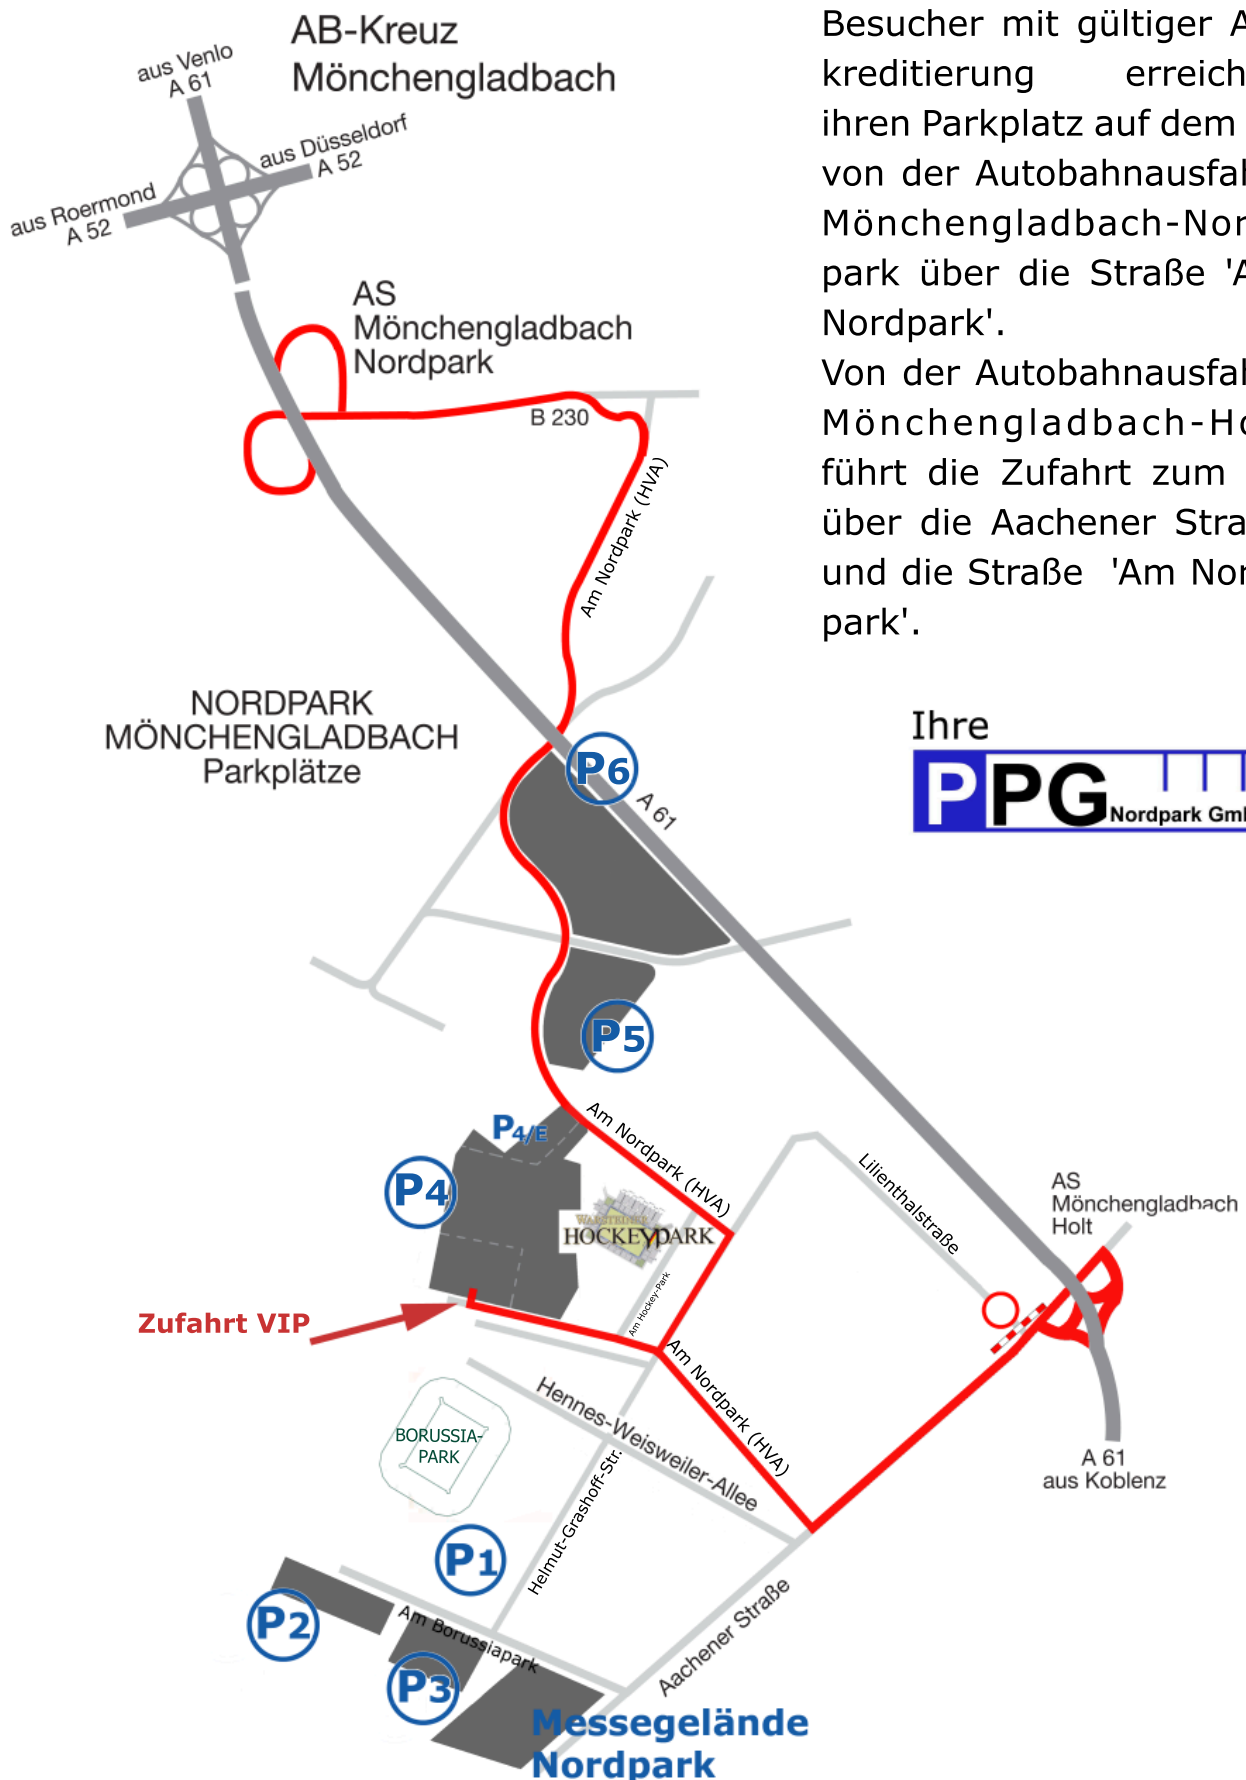 AB-Kreuz
Mönchengladbach
aus Venlo
A 61
aus Düsseldorf
A 52
aus Roermond
A 52
Besucher mit gültiger A
kreditierung erreich
ihren Parkplatz auf dem
von der Autobahnausfa
Mönchengladbach-Nor
park über die Straße 'A
Nordpark'.
Von der Autobahnausfa
Mönchengladbach-Ho
führt die Zufahrt zum
über die Aachener Stra
und die Straße 'Am Nor
park'.
AS
Mönchengladbach
Nordpark
B 230
Am Nordpark (HVA)
NORDPARK
MÖNCHENGLADBACH
Parkplätze
Ihre
PPG
Nordpark Gmb
P6
A 61
P5
Am Nordpark (HVA)
P4/E
P4
WARSTEINER
HOCKEYPARK
Lilienthalstraße
AS
Mönchengladbach
Holt
Am Hockey-Park
Zufahrt VIP
Am Nordpark (HVA)
Hennes-Weisweiler-Allee
BORUSSIA-
PARK
Helmut-Grashoff-Str.
A 61
aus Koblenz
P1
P2
Am Borussiapark
P3
Aachener Straße
Messegelände
Nordpark